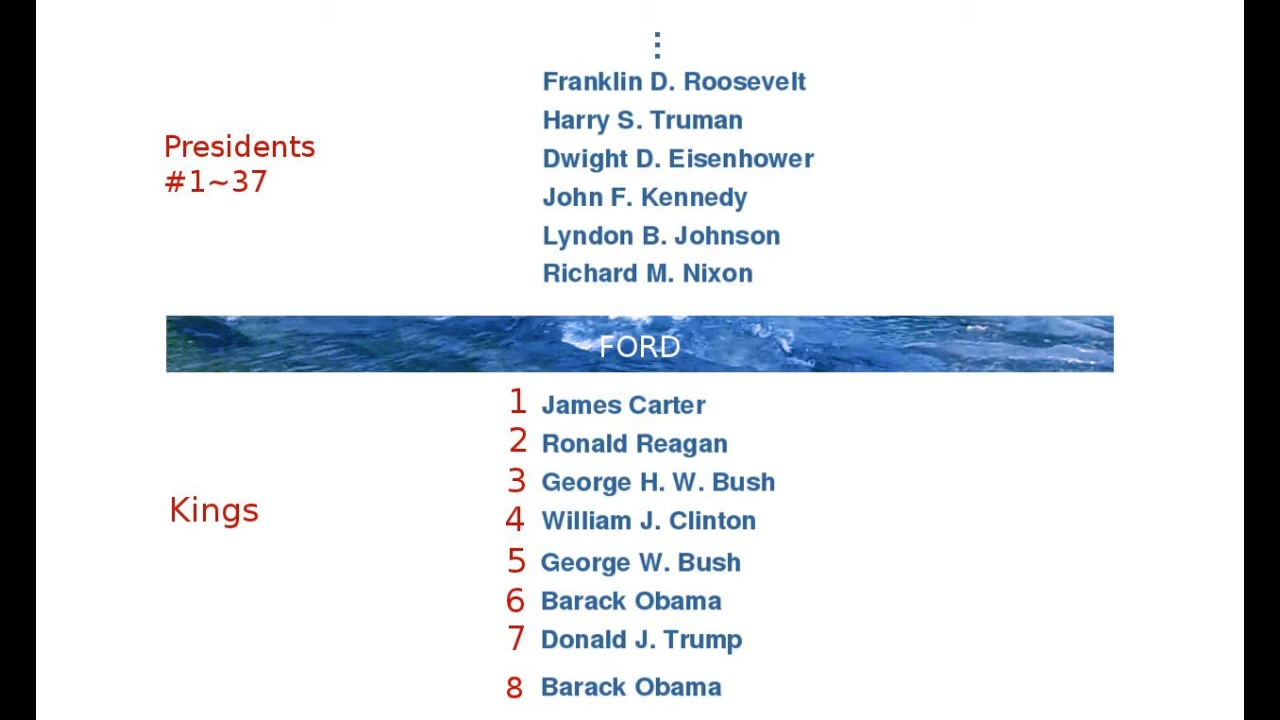 ⋮
Franklin D. Roosevelt
Harry S. Truman
Presidents
#1~37
Dwight D. Eisenhower
John F. Kennedy
Lyndon B. Johnson
Richard M. Nixon
FORD
1 James Carter
2 Ronald Reagan
3 George H. W. Bush
Kings
4 William J. Clinton
5 George W. Bush
6 Barack Obama
7 Donald J. Trump
8 Barack Obama